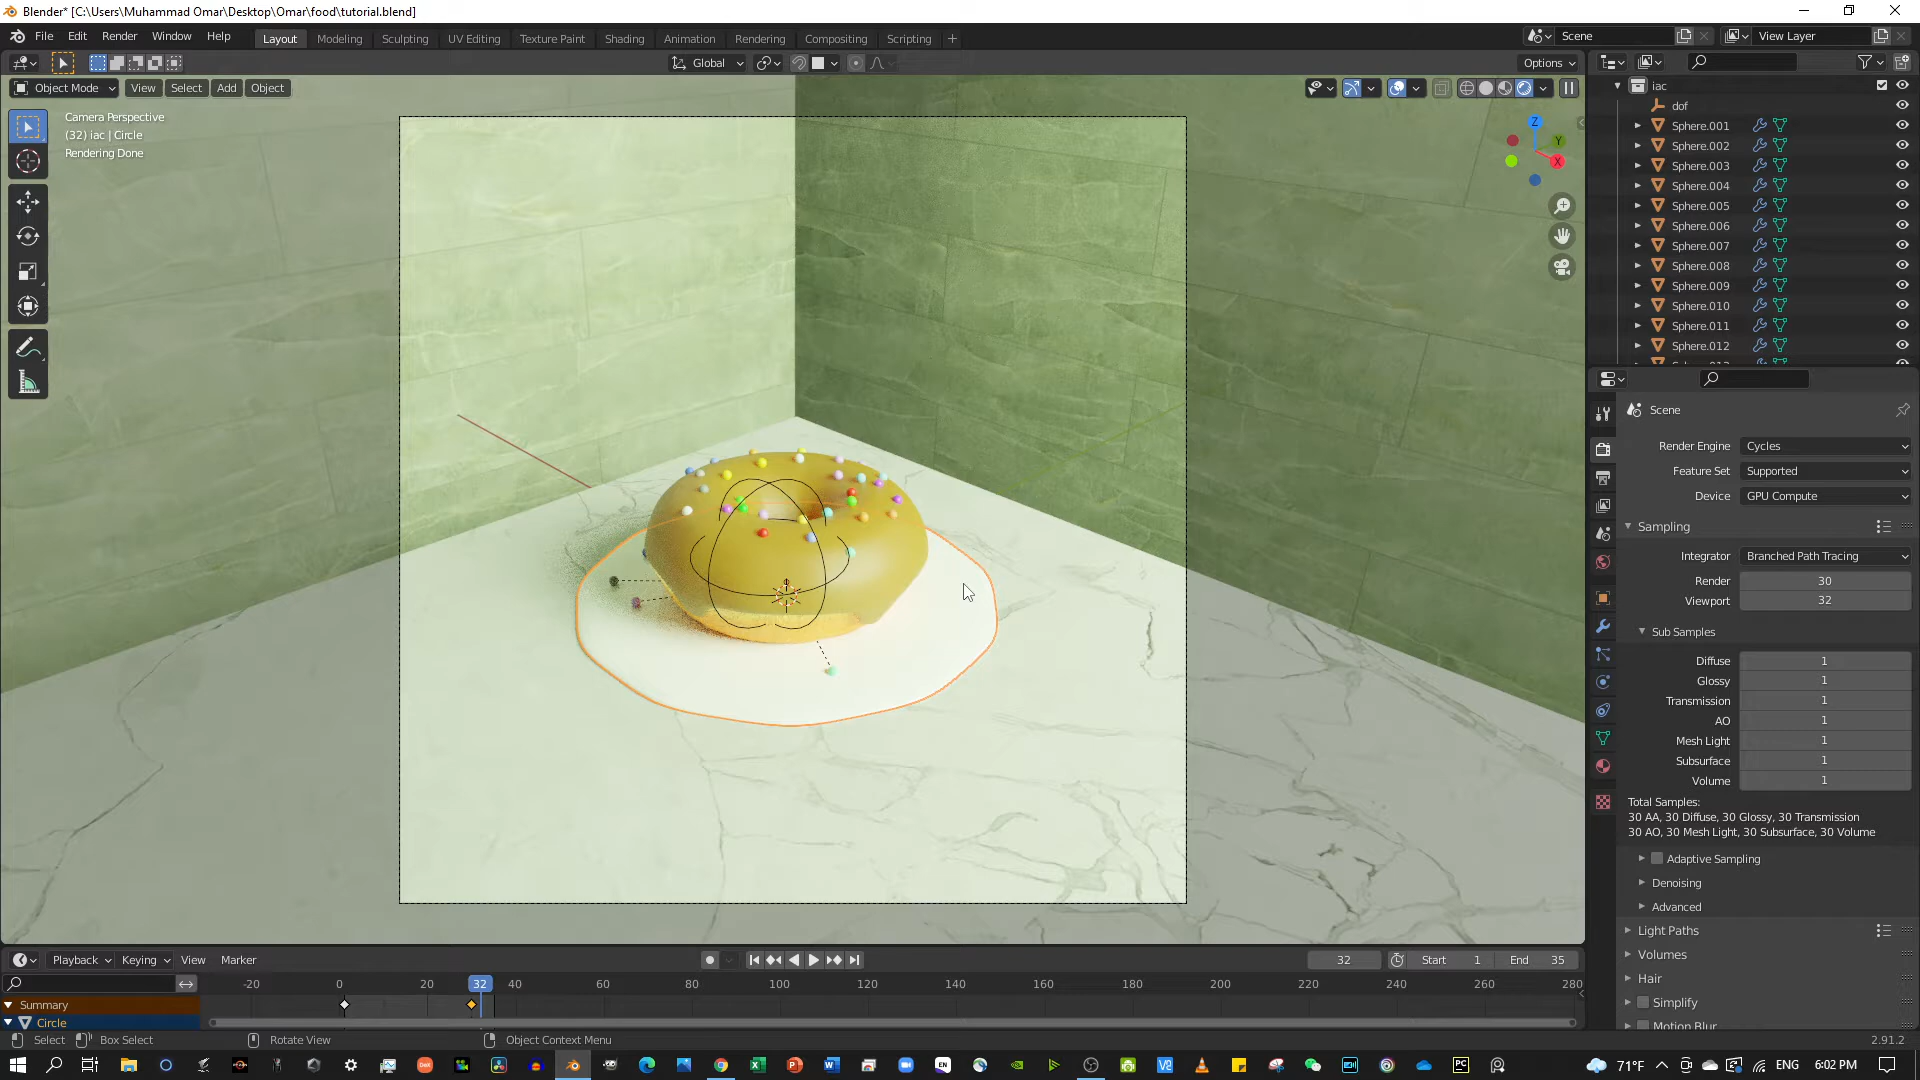 Blender* [C:\Users\Muhammad Omar\Desktop\Omar\food\tutorial.blend]
File Edit Render Window Help Layout Modeling Sculpting UV Editing Texture Paint Shading Animation Rendering Compositing Scripting + Scene View Layer
Global Options
Object Mode View Select Add Object
Camera Perspective
(32) iac | Circle
Rendering Done
Z
Y
X
iac
dof
Sphere.001
Sphere.002
Sphere.003
Sphere.004
Sphere.005
Sphere.006
Sphere.007
Sphere.008
Sphere.009
Sphere.010
Sphere.011
Sphere.012
Scene
Render Engine Cycles
Feature Set Supported
Device GPU Compute
Sampling
Integrator Branched Path Tracing
Render 30
Viewport 32
Sub Samples
Diffuse 1
Glossy 1
Transmission 1
AO 1
Mesh Light 1
Subsurface 1
Volume 1
Total Samples:
30 AA, 30 Diffuse, 30 Glossy, 30 Transmission
30 AO, 30 Mesh Light, 30 Subsurface, 30 Volume
Adaptive Sampling
Denoising
Advanced
Light Paths
Volumes
Hair
Simplify
Motion Blur
Playback Keying View Marker 32 Start 1 End 35
-20 0 20 32 40 60 80 100 120 140 160 180 200 220 240 260 280
Summary
Circle
Select Box Select Rotate View Object Context Menu 2.91.2
71°F ENG 6:02 PM